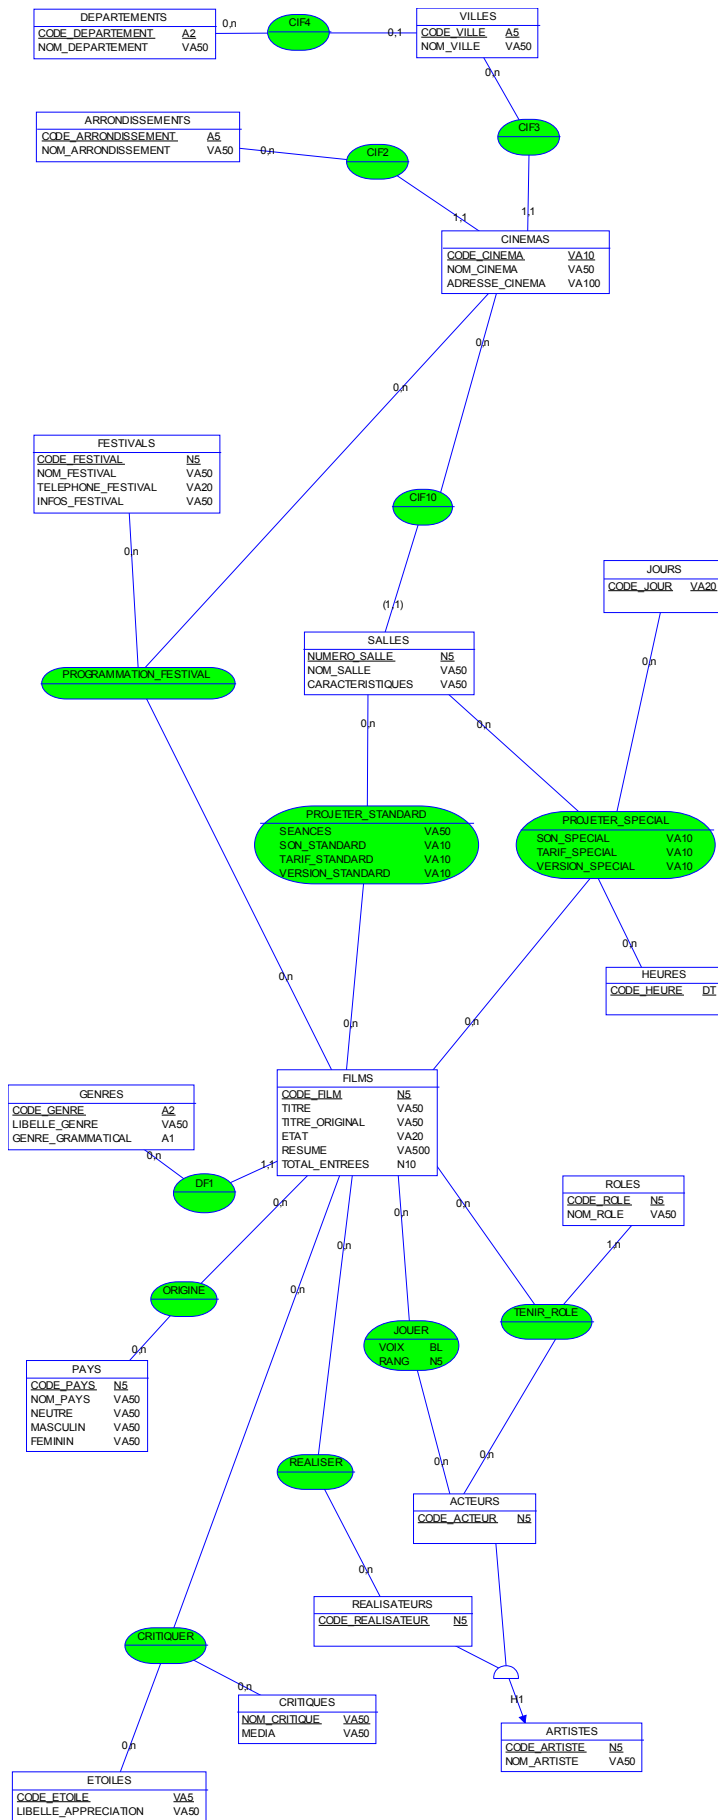 DEPARTEMENTS
CODE_DEPARTEMENT A2
NOM_DEPARTEMENT VA50
0,n
CIF4
0,1
VILLES
CODE_VILLE A5
NOM_VILLE VA50
0,n
CIF3
1,1
ARRONDISSEMENTS
CODE_ARRONDISSEMENT A5
NOM_ARRONDISSEMENT VA50
0,n
CIF2
1,1
CINEMAS
CODE_CINEMA VA10
NOM_CINEMA VA50
ADRESSE_CINEMA VA100
0,n
0,n
FESTIVALS
CODE_FESTIVAL N5
NOM_FESTIVAL VA50
TELEPHONE_FESTIVAL VA20
INFOS_FESTIVAL VA50
0,n
CIF10
(1,1)
JOURS
CODE_JOUR VA20
0,n
SALLES
NUMERO_SALLE N5
NOM_SALLE VA50
CARACTERISTIQUES VA50
0,n
0,n
PROGRAMMATION_FESTIVAL
PROJETER_STANDARD
SEANCES VA50
SON_STANDARD VA10
TARIF_STANDARD VA10
VERSION_STANDARD VA10
PROJETER_SPECIAL
SON_SPECIAL VA10
TARIF_SPECIAL VA10
VERSION_SPECIAL VA10
0,n
HEURES
CODE_HEURE DT
0,n
0,n
0,n
FILMS
CODE_FILM N5
TITRE VA50
TITRE_ORIGINAL VA50
ETAT VA20
RESUME VA500
TOTAL_ENTREES N10
GENRES
CODE_GENRE A2
LIBELLE_GENRE VA50
GENRE_GRAMMATICAL A1
0,n
DF1
1,1
0,n
0,n
0,n
0,n
0,n
ROLES
CODE_ROLE N5
NOM_ROLE VA50
1,n
ORIGINE
TENIR_ROLE
JOUER
VOIX BL
RANG N5
0,n
PAYS
CODE_PAYS N5
NOM_PAYS VA50
NEUTRE VA50
MASCULIN VA50
FEMININ VA50
0,n
0,n
REALISER
ACTEURS
CODE_ACTEUR N5
0,n
REALISATEURS
CODE_REALISATEUR N5
CRITIQUER
0,n
H1
CRITIQUES
NOM_CRITIQUE VA50
MEDIA VA50
ARTISTES
CODE_ARTISTE N5
NOM_ARTISTE VA50
0,n
ETOILES
CODE_ETOILE VA5
LIBELLE_APPRECIATION VA50